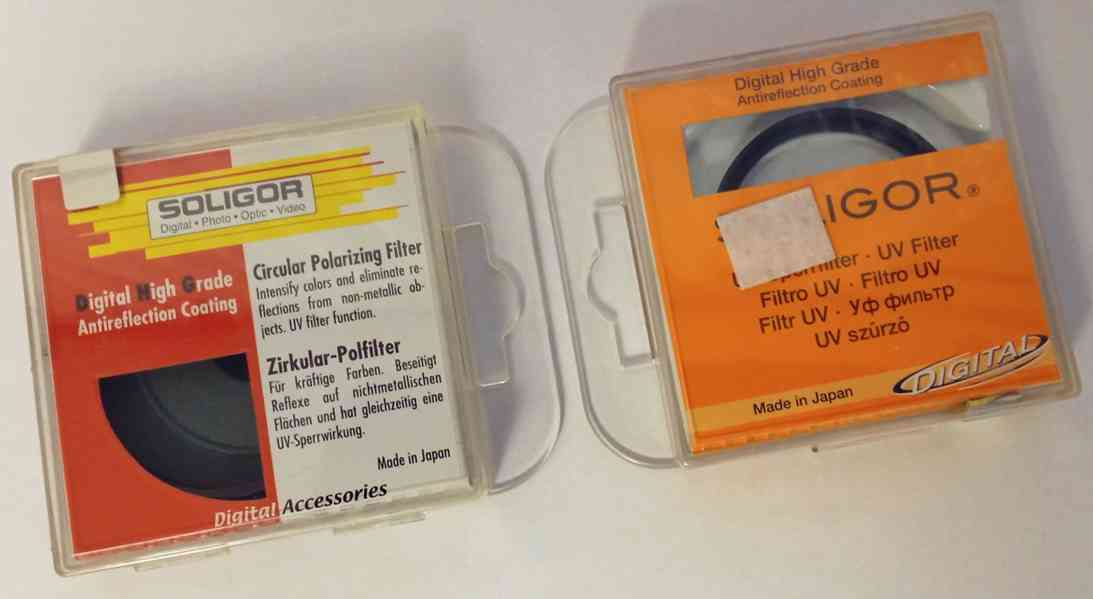 SOLIGOR
Digital • Photo • Optic • Video
Digital High Grade
Antireflection Coating
Circular Polarizing Filter
Intensify colors and eliminate re-
flections from non-metallic ob-
jects. UV filter function.
Zirkular-Polfilter
Für kräftige Farben. Beseitigt
Reflexe auf nichtmetallischen
Flächen und hat gleichzeitig eine
UV-Sperrwirkung.
Made in Japan
Digital Accessories
Digital High Grade
Antireflection Coating
IGOR®
· UV Filter
Filtro UV · Filtro UV
Filtr UV · Уф фильтр
UV szúrzó
DIGITAL
Made in Japan